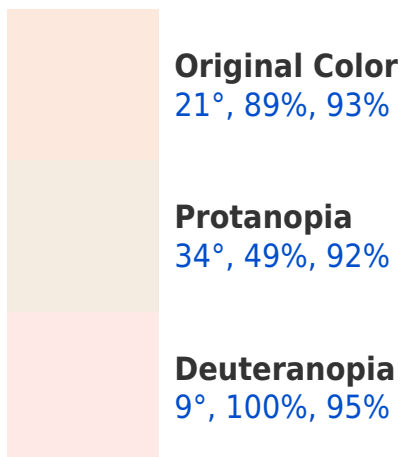 Original Color
21°, 89%, 93%
Protanopia
34°, 49%, 92%
Deuteranopia
9°, 100%, 95%